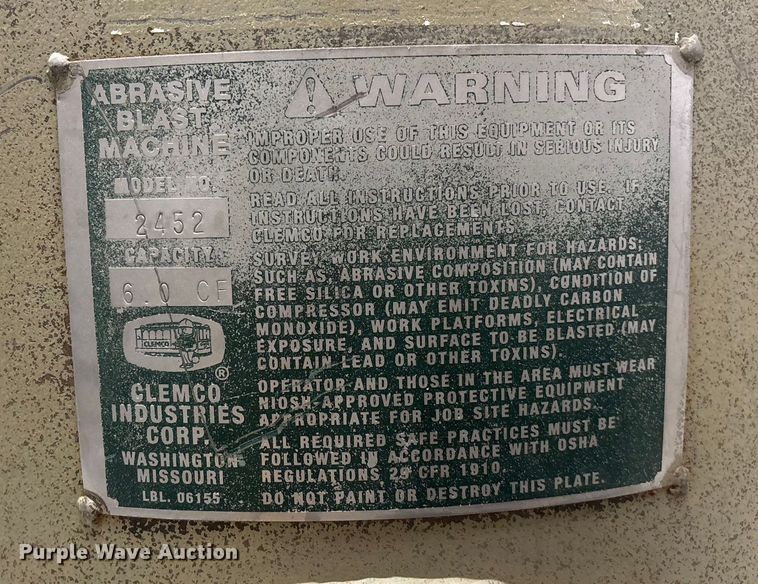 ABRASIVE
BLAST
MACHINE
MODEL NO.
2452
CAPACITY
6.0 CF
CLEMCO
®
CLEMCO
INDUSTRIES
CORP.
WASHINGTON
MISSOURI
LBL. 06155
WARNING
IMPROPER USE OF THIS EQUIPMENT OR ITS
COMPONENTS COULD RESULT IN SERIOUS INJURY
OR DEATH.
READ ALL INSTRUCTIONS PRIOR TO USE. IF
INSTRUCTIONS HAVE BEEN LOST, CONTACT
CLEMCO FOR REPLACEMENTS.
SURVEY WORK ENVIRONMENT FOR HAZARDS;
SUCH AS, ABRASIVE COMPOSITION (MAY CONTAIN
FREE SILICA OR OTHER TOXINS), CONDITION OF
COMPRESSOR (MAY EMIT DEADLY CARBON
MONOXIDE), WORK PLATFORMS, ELECTRICAL
EXPOSURE, AND SURFACE TO BE BLASTED (MAY
CONTAIN LEAD OR OTHER TOXINS).
OPERATOR AND THOSE IN THE AREA MUST WEAR
NIOSH APPROVED PROTECTIVE EQUIPMENT
APPROPRIATE FOR JOB SITE HAZARDS.
ALL REQUIRED SAFE PRACTICES MUST BE
FOLLOWED IN ACCORDANCE WITH OSHA
REGULATIONS, 29 CFR 1910.
DO NOT PAINT OR DESTROY THIS PLATE.
Purple Wave Auction